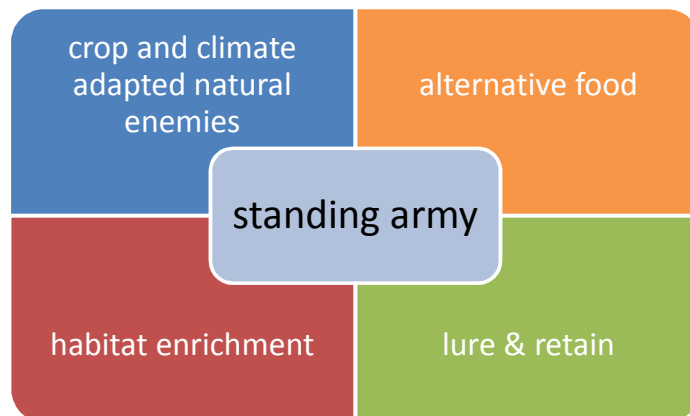 crop and climate
adapted natural
enemies
alternative food
standing army
habitat enrichment
lure & retain